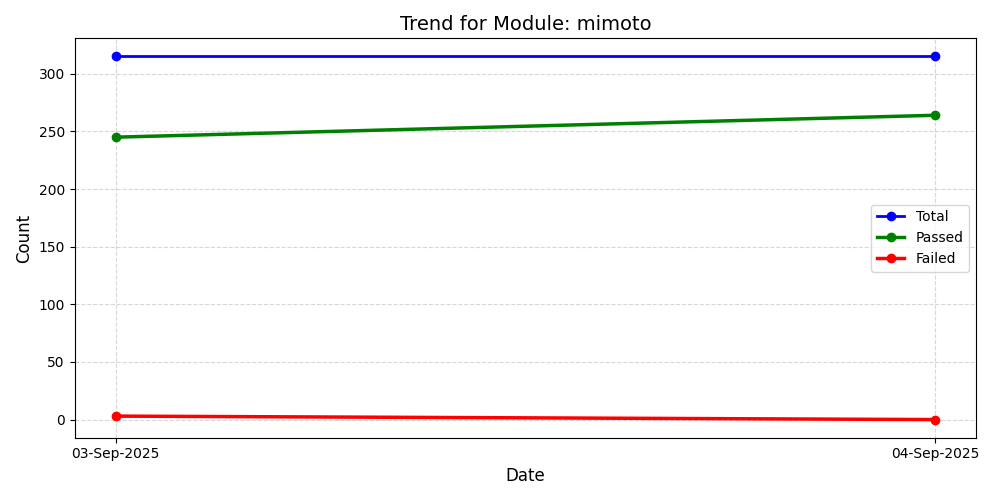 Trend for Module: mimoto
300
250
200
150
100
50
0
Count
Total
Passed
Failed
03-Sep-2025
04-Sep-2025
Date